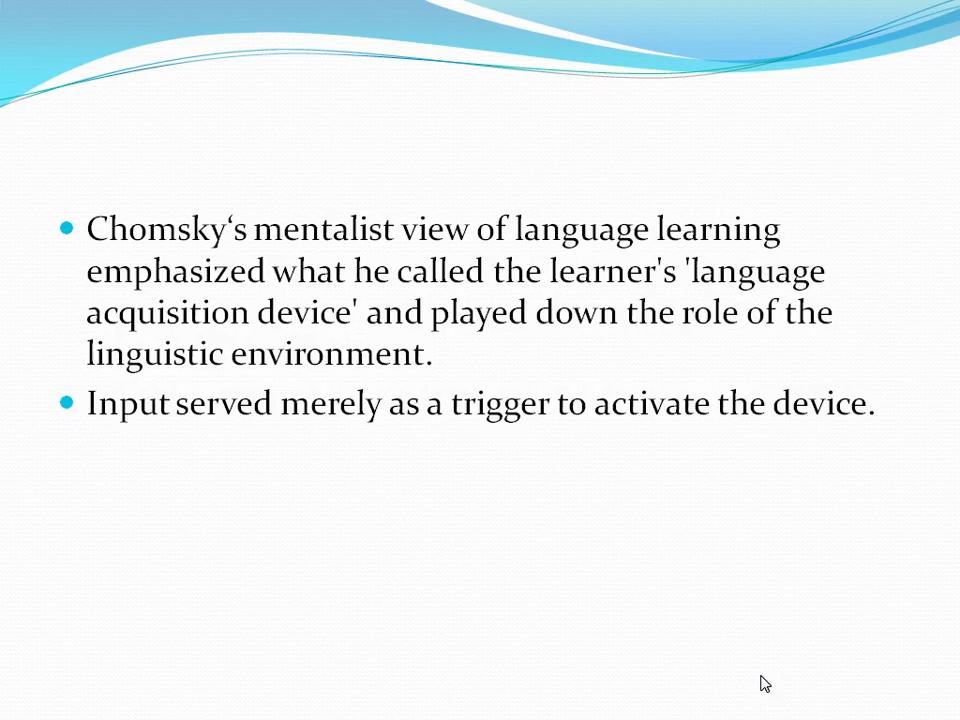 Chomsky‘s mentalist view of language learning
emphasized what he called the learner's 'language
acquisition device' and played down the role of the
linguistic environment.
Input served merely as a trigger to activate the device.